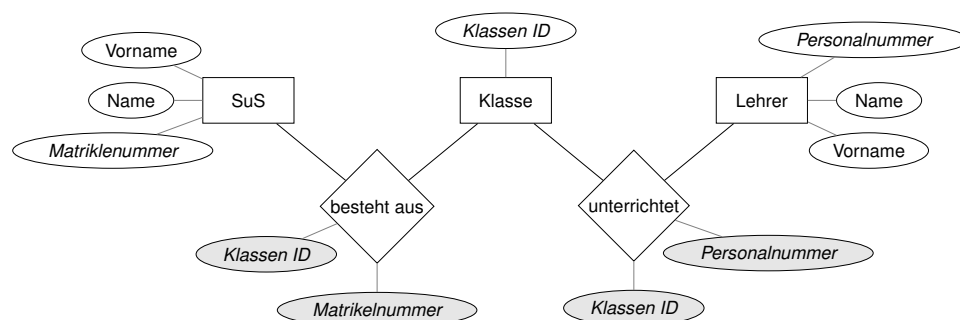 Klassen ID
Personalnummer
Vorname
SuS
Klasse
Lehrer
Name
Name
Matriklenummer
Vorname
besteht aus
unterrichtet
Klassen ID
Personalnummer
Matrikelnummer
Klassen ID